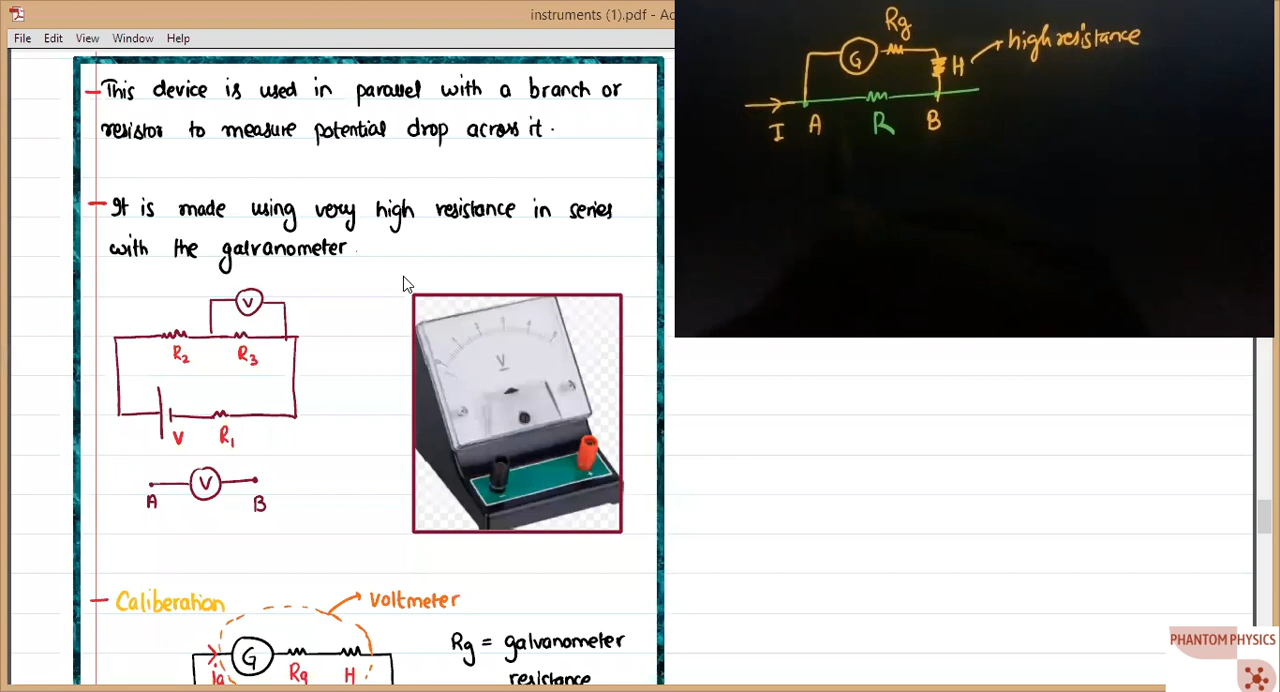 instruments (1).pdf - Ad
File Edit View Window Help
This device is used in parallel with a branch or
resistor to measure potential drop across it.
It is made using very high resistance in series
with the galvanometer.
V
R2 R3
V R1
V
A B
V
Caliberation
voltmeter
G
ig Rg H
Rg = galvanometer
resistance
Rg
G
H
high resistance
I A R B
PHANTOM PHYSICS